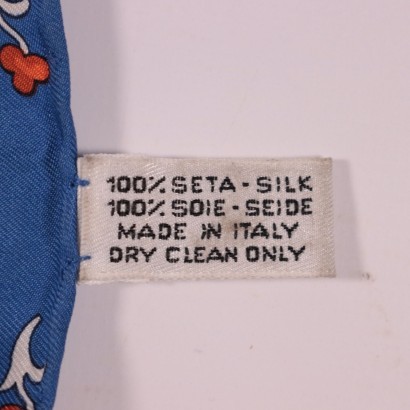 100% SETA - SILK
100% SOIE - SEIDE
MADE IN ITALY
DRY CLEAN ONLY